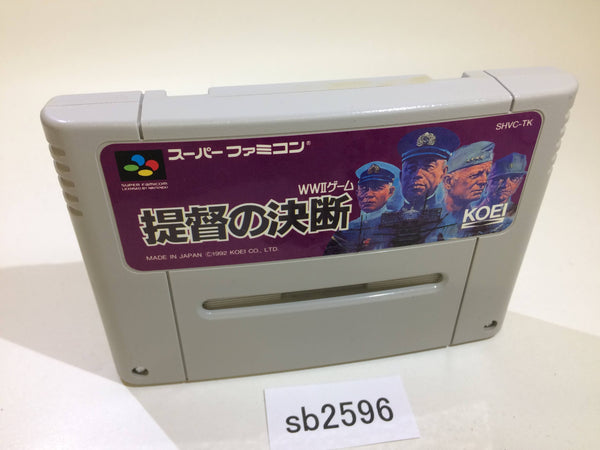 スーパーファミコン®
SHVC-TK
SUPER FAMICOM
LICENSED BY NINTENDO
WWIIゲーム
提督の決断
KOEI
MADE IN JAPAN ©1992 KOEI CO., LTD.
sb2596